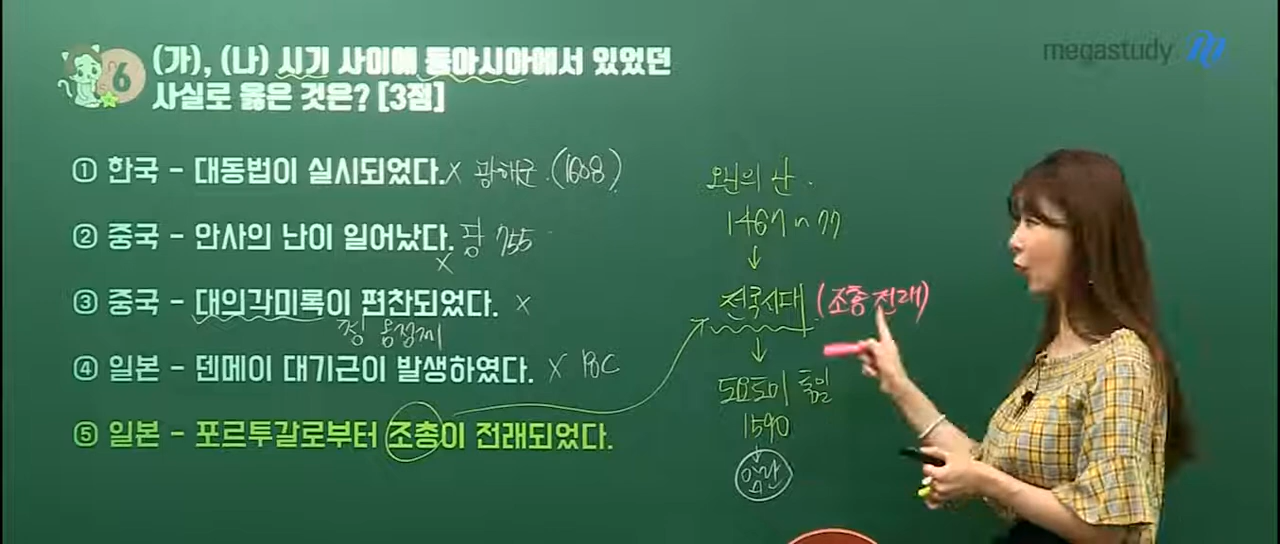 6
(가), (나) 시기 사이에 동아시아에서 있었던
사실로 옳은 것은? [3점]
megastudy
① 한국 - 대동법이 실시되었다. X 광해군 (1608)
② 중국 - 안사의 난이 일어났다. 당 755
X
③ 중국 - 대의각미록이 편찬되었다. X
청 옹정제
④ 일본 - 덴메이 대기근이 발생하였다. X 18C
⑤ 일본 - 포르투갈로부터 조총이 전래되었다.
오닌의 난.
1467~77
↓
전국시대 (조총 전래)
↓
도요토미 통일
1590
↓
임란